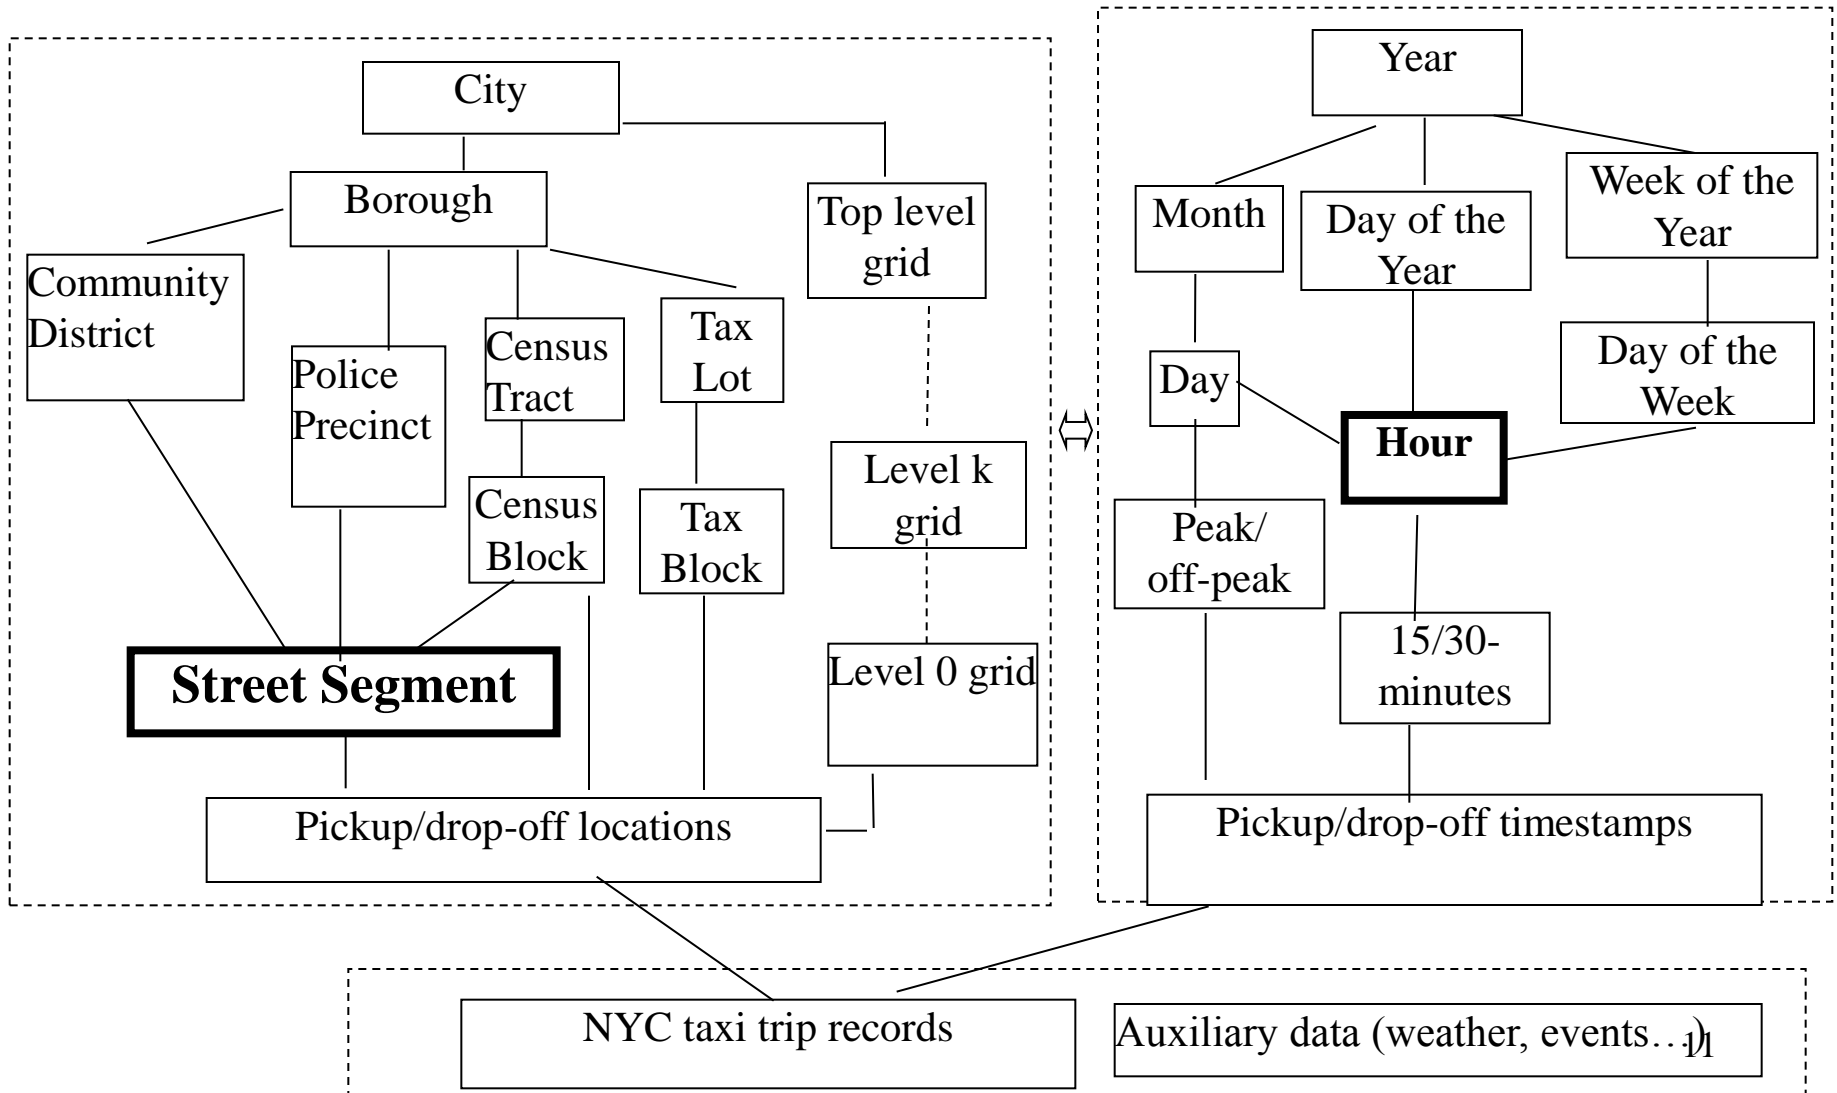 City
Borough
Community
District
Police
Precinct
Census
Tract
Census
Block
Tax
Lot
Tax
Block
Top level
grid
Level k
grid
Level 0 grid
Street Segment
Pickup/drop-off locations
Year
Month
Day of the
Year
Week of the
Year
Day
Day of the
Week
Hour
Peak/
off-peak
15/30-
minutes
Pickup/drop-off timestamps
NYC taxi trip records
Auxiliary data (weather, events…)
11